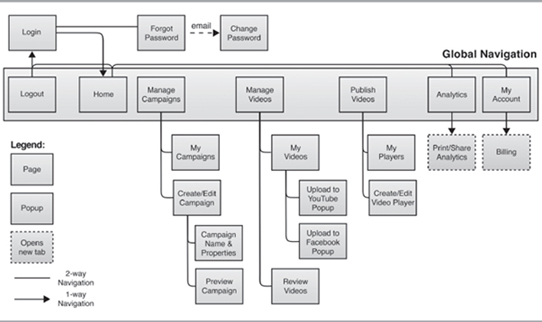 Login
Forgot
Password
email
Change
Password
Global Navigation
Logout
Home
Manage
Campaigns
Manage
Videos
Publish
Videos
Analytics
My
Account
Legend:
Page
Popup
Opens
new tab
2-way
Navigation
1-way
Navigation
My
Campaigns
Create/Edit
Campaign
Campaign
Name &
Properties
Preview
Campaign
My
Videos
Upload to
YouTube
Popup
Upload to
Facebook
Popup
Review
Videos
My
Players
Create/Edit
Video Player
Print/Share
Analytics
Billing